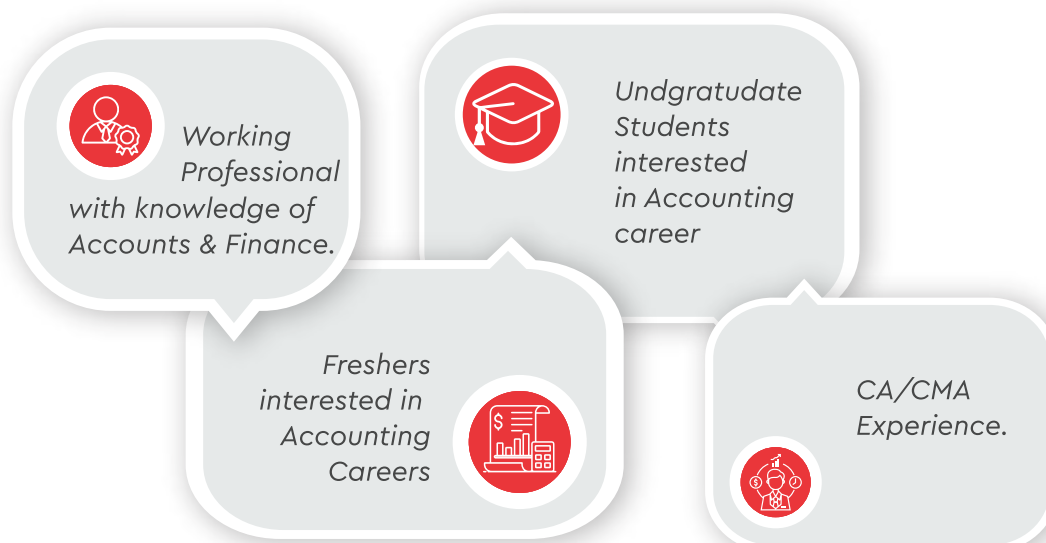 Working
Professional
with knowledge of
Accounts & Finance.
Undgratudate
Students
interested
in Accounting
career
Freshers
interested in
Accounting
Careers
CA/CMA
Experience.